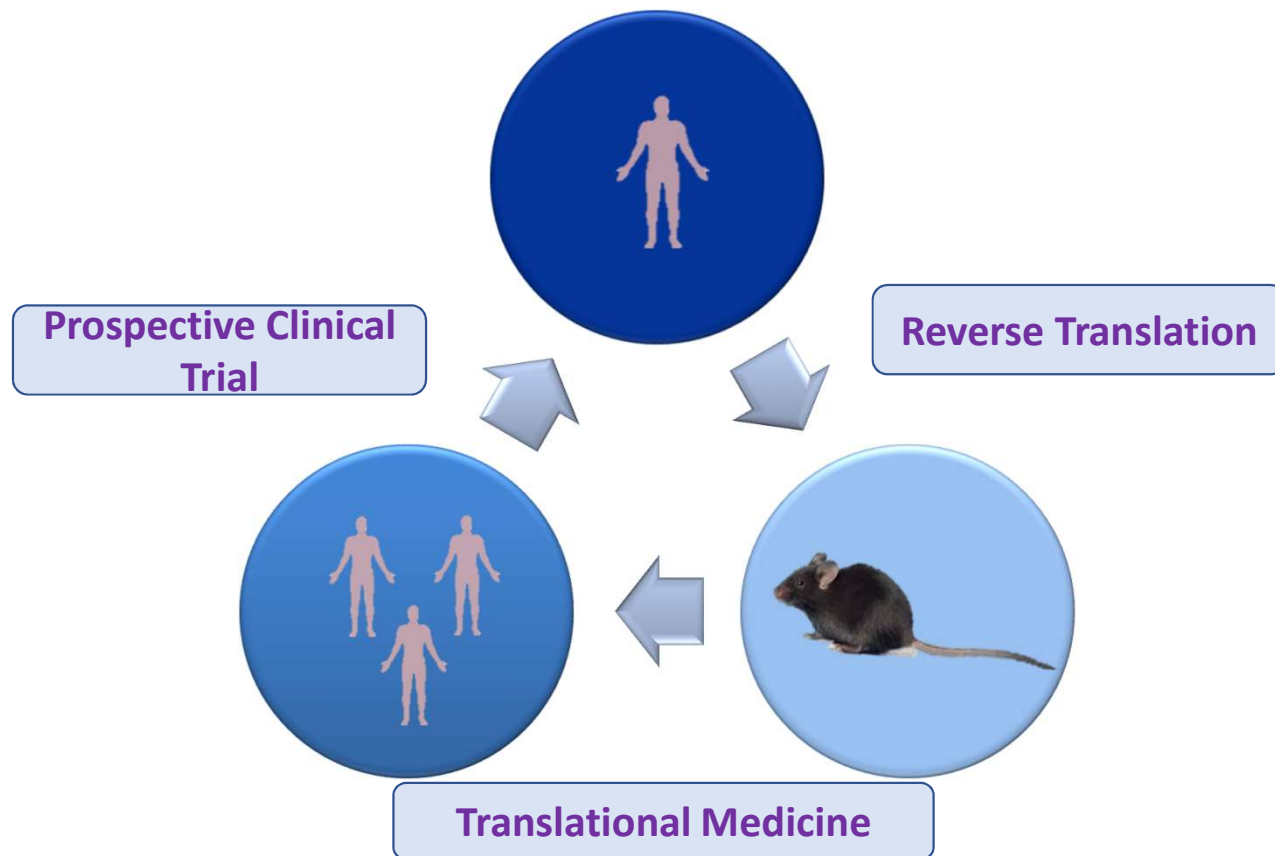 Prospective Clinical
Trial
Reverse Translation
Translational Medicine